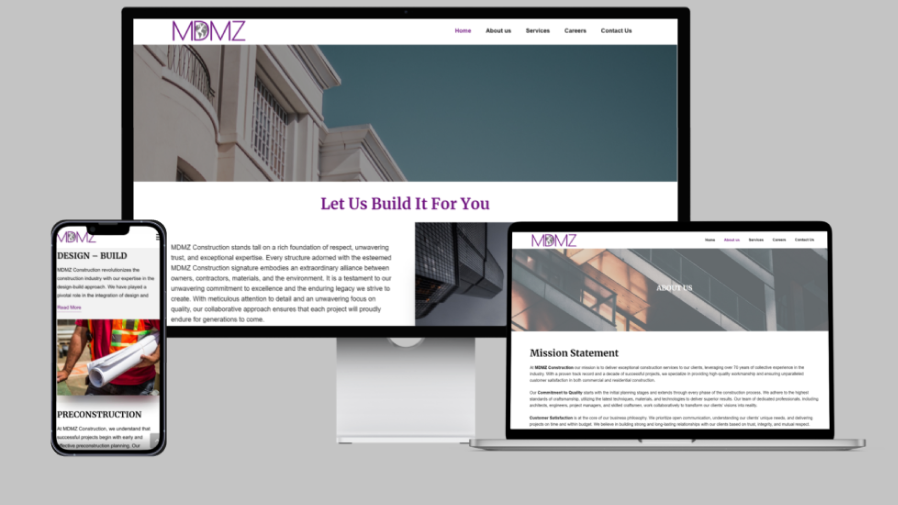 MDMZ
Home About us Services Careers Contact Us
Let Us Build It For You
MDMZ Construction stands tall on a rich foundation of respect, unwavering
trust, and exceptional expertise. Every structure adorned with the esteemed
MDMZ Construction signature embodies an extraordinary alliance between
owners, contractors, materials, and the environment. It is a testament to our
unwavering commitment to excellence and the enduring legacy we strive to
create. With meticulous attention to detail and an unwavering focus on
quality, our collaborative approach ensures that each project will proudly
endure for generations to come.
MDMZ
DESIGN – BUILD
MDMZ Construction revolutionizes the
construction industry with our expertise in the
design-build approach. We have played a
pivotal role in the integration of design and
Read More
PRECONSTRUCTION
At MDMZ Construction, we understand that
successful projects begin with early and
effective preconstruction planning. Our
MDMZ
Home About us Services Careers Contact Us
ABOUT US
Mission Statement
At MDMZ Construction our mission is to deliver exceptional construction services to our clients, leveraging over 70 years of collective experience in the
industry. With a proven track record and a decade of successful projects, we specialize in providing high-quality workmanship and ensuring unparalleled
customer satisfaction in both commercial and residential construction.
Our Commitment to Quality starts with the initial planning stages and extends through every phase of the construction process. We adhere to the highest
standards of craftsmanship, utilizing the latest techniques, materials, and technologies to deliver superior results. Our team of dedicated professionals, including
architects, engineers, project managers, and skilled craftsmen, work collaboratively to transform our clients' visions into reality.
Customer Satisfaction is at the core of our business philosophy. We prioritize open communication, understanding our clients' unique needs, and delivering
projects on time and within budget. We believe in building strong and long-lasting relationships with our clients based on trust, integrity, and mutual respect.